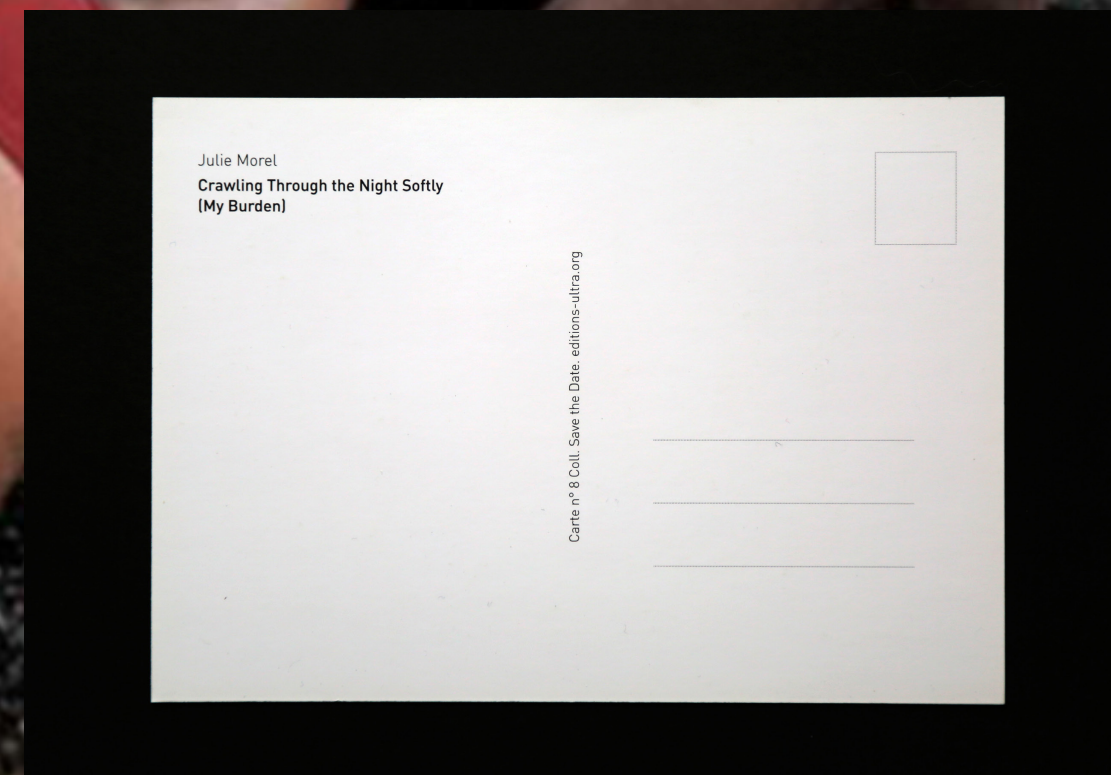 Julie Morel
Crawling Through the Night Softly
(My Burden)
Carte n° 8 Coll. Save the Date. editions-ultra.org